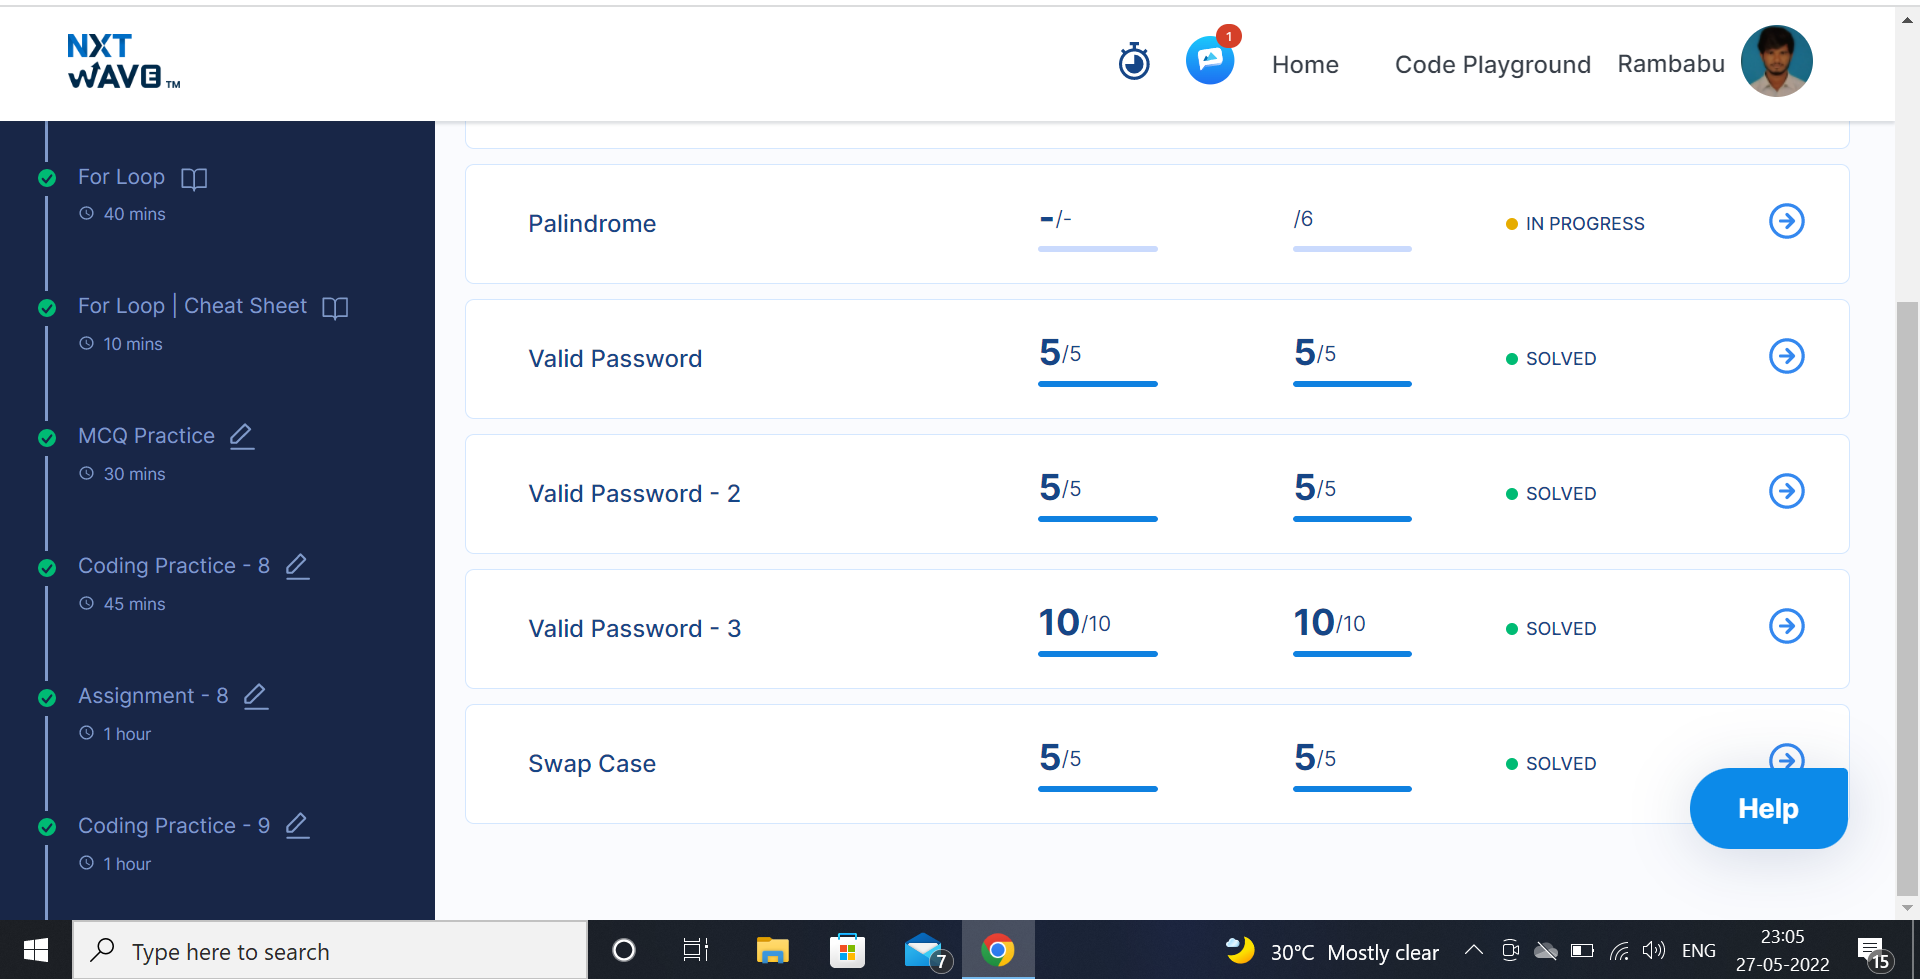 NXT
WAVE TM
1
Home
Code Playground
Rambabu
For Loop
40 mins
For Loop | Cheat Sheet
10 mins
MCQ Practice
30 mins
Coding Practice - 8
45 mins
Assignment - 8
1 hour
Coding Practice - 9
1 hour
Palindrome -/- /6 IN PROGRESS
Valid Password 5/5 5/5 SOLVED
Valid Password - 2 5/5 5/5 SOLVED
Valid Password - 3 10/10 10/10 SOLVED
Swap Case 5/5 5/5 SOLVED
Help
Type here to search
7
30°C Mostly clear
ENG
23:05
27-05-2022
15